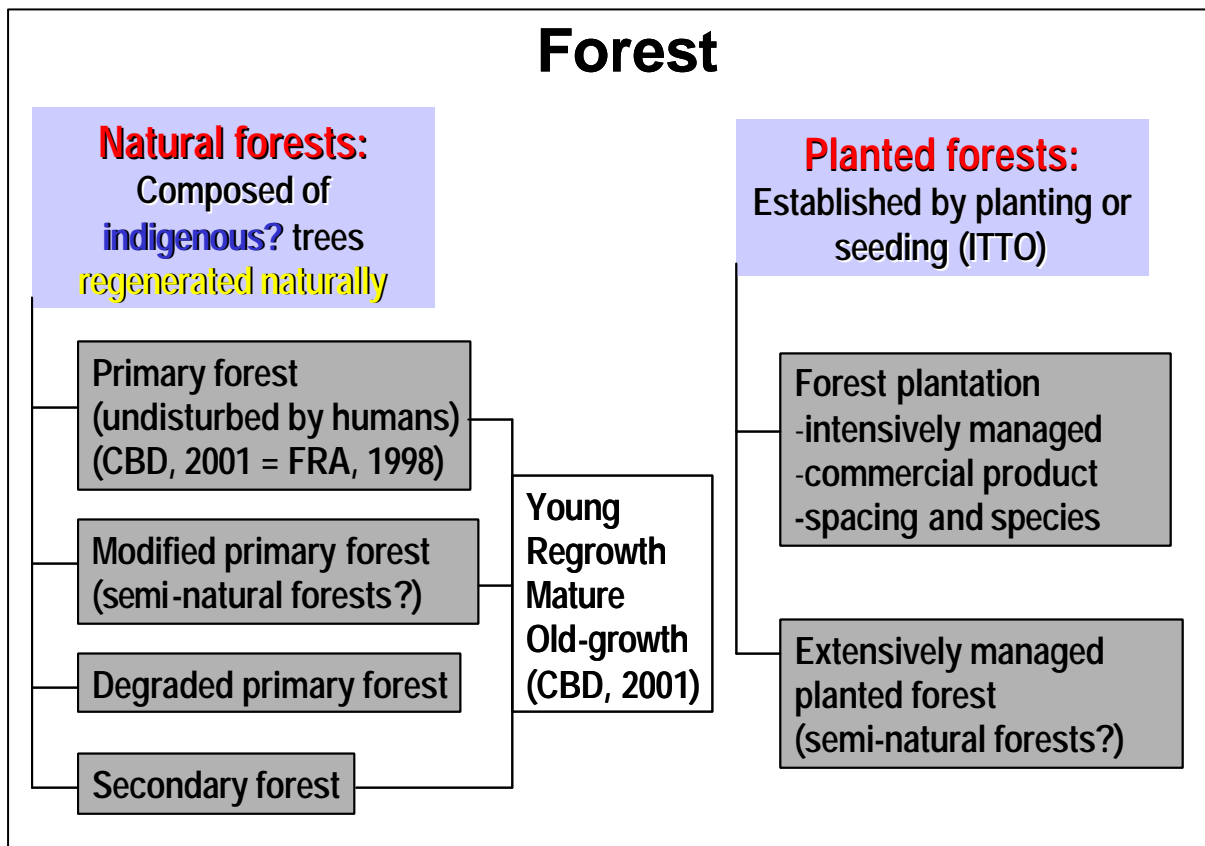 Forest
Natural forests:
Composed of
indigenous? trees
regenerated naturally
Primary forest
(undisturbed by humans)
(CBD, 2001 = FRA, 1998)
Modified primary forest
(semi-natural forests?)
Degraded primary forest
Secondary forest
Young
Regrowth
Mature
Old-growth
(CBD, 2001)
Planted forests:
Established by planting or
seeding (ITTO)
Forest plantation
-intensively managed
-commercial product
-spacing and species
Extensively managed
planted forest
(semi-natural forests?)